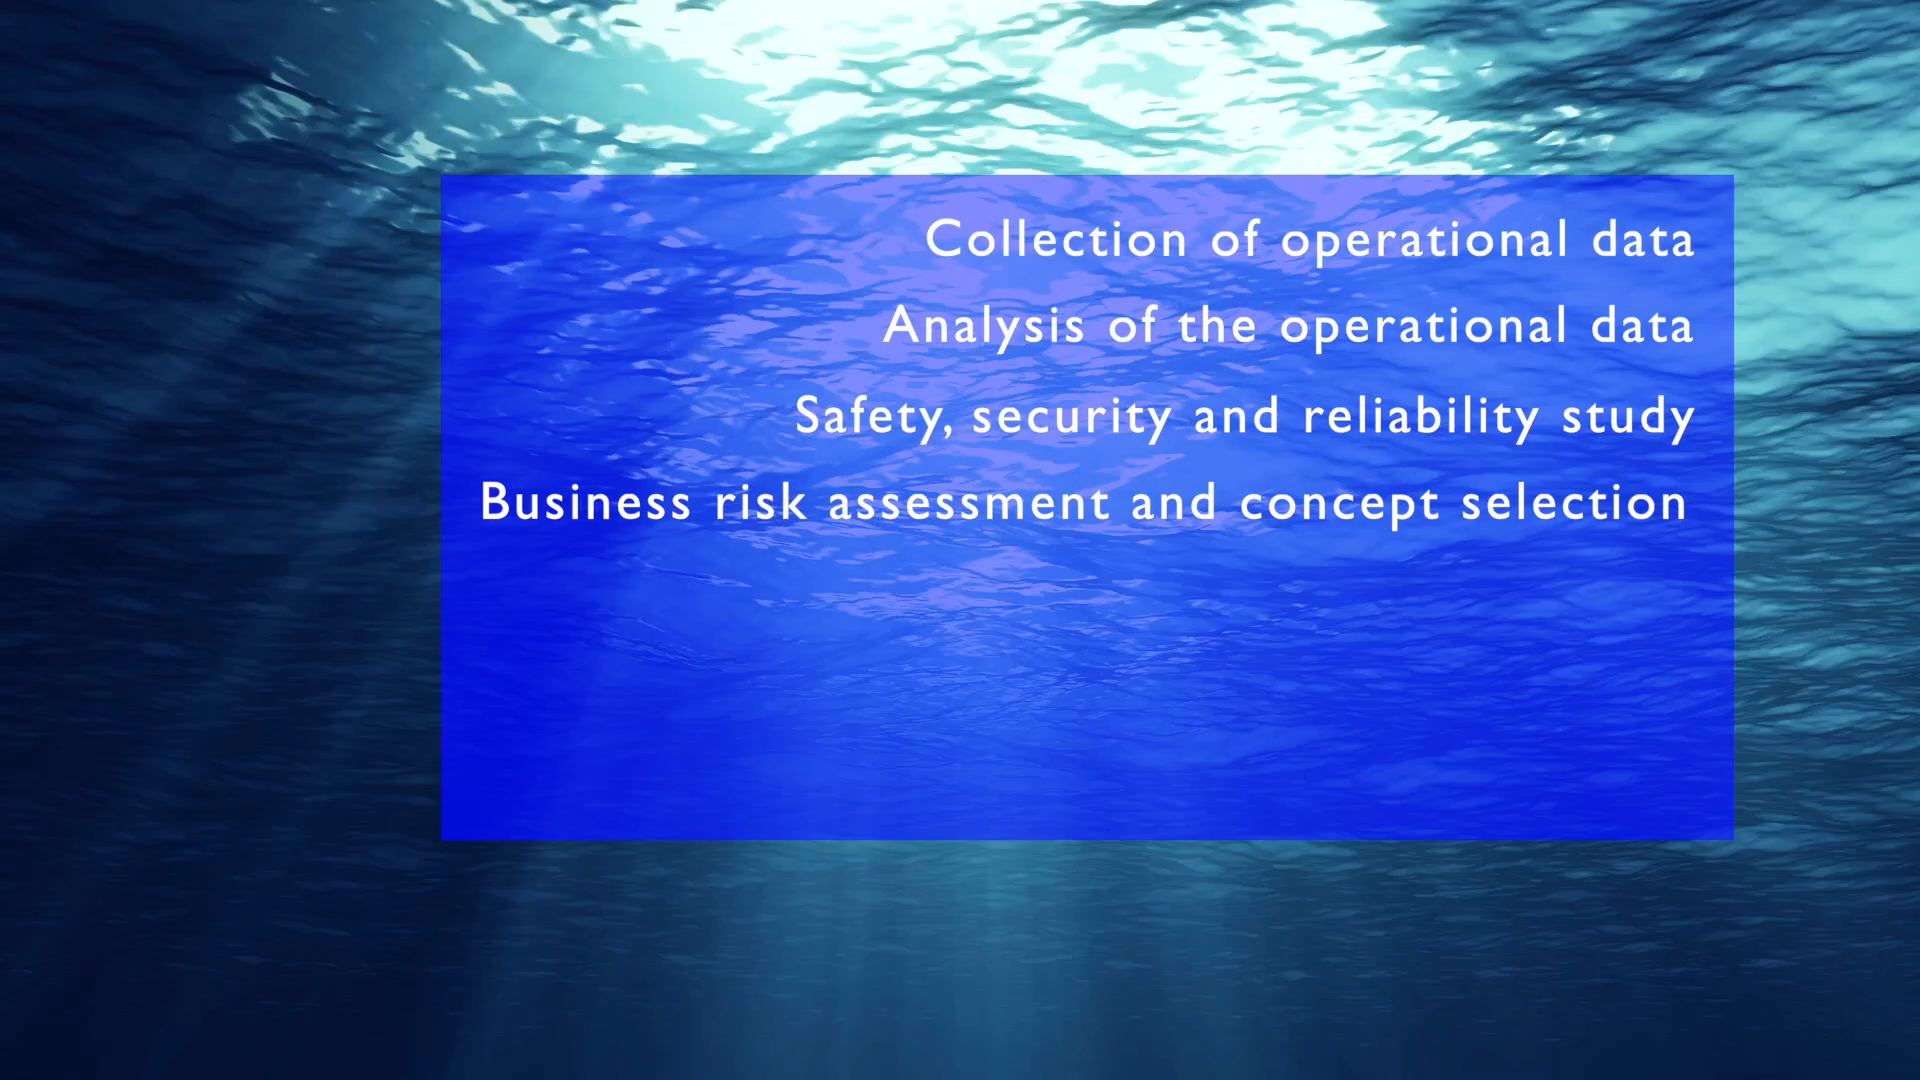 Collection of operational data
Analysis of the operational data
Safety, security and reliability study
Business risk assessment and concept selection